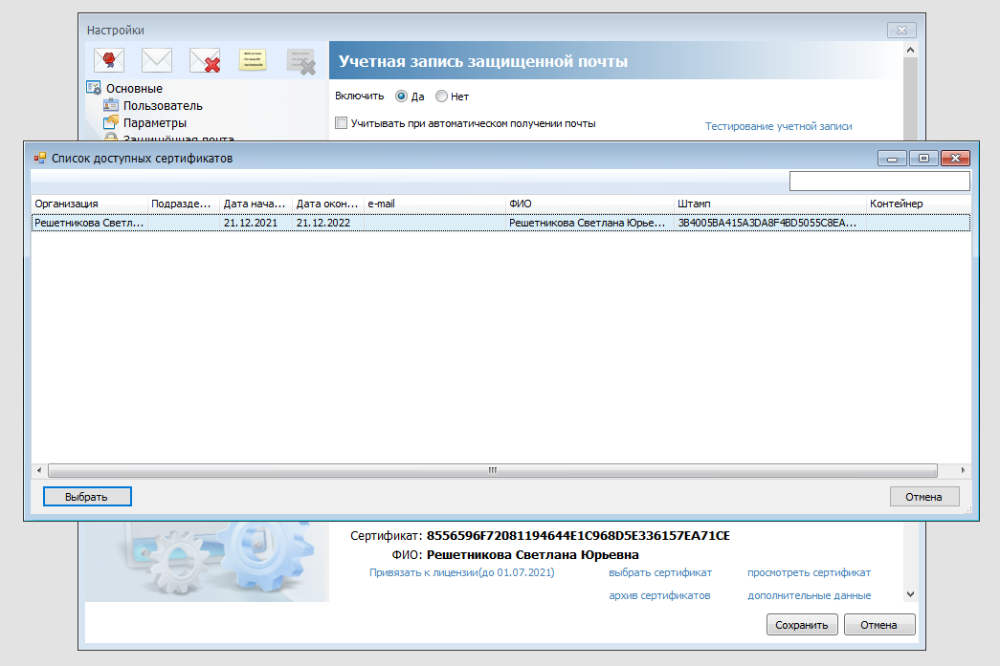 Настройки
Учетная запись защищенной почты
Основные
Пользователь
Параметры
Защищённая почта
Включить Да Нет
Учитывать при автоматическом получении почты
Тестирование учетной записи
Список доступных сертификатов
Организация Подразде... Дата нача... Дата окон... e-mail ФИО Штамп Контейнер
Решетникова Светл... 21.12.2021 21.12.2022 Решетникова Светлана Юрье... 3B4005BA415A3DA8F4BD5055C8EA...
Выбрать Отмена
Сертификат: 8556596F72081194644E1C968D5E336157EA71CE
ФИО: Решетникова Светлана Юрьевна
Привязать к лицензии(до 01.07.2021) выбрать сертификат просмотреть сертификат
архив сертификатов дополнительные данные
Сохранить Отмена